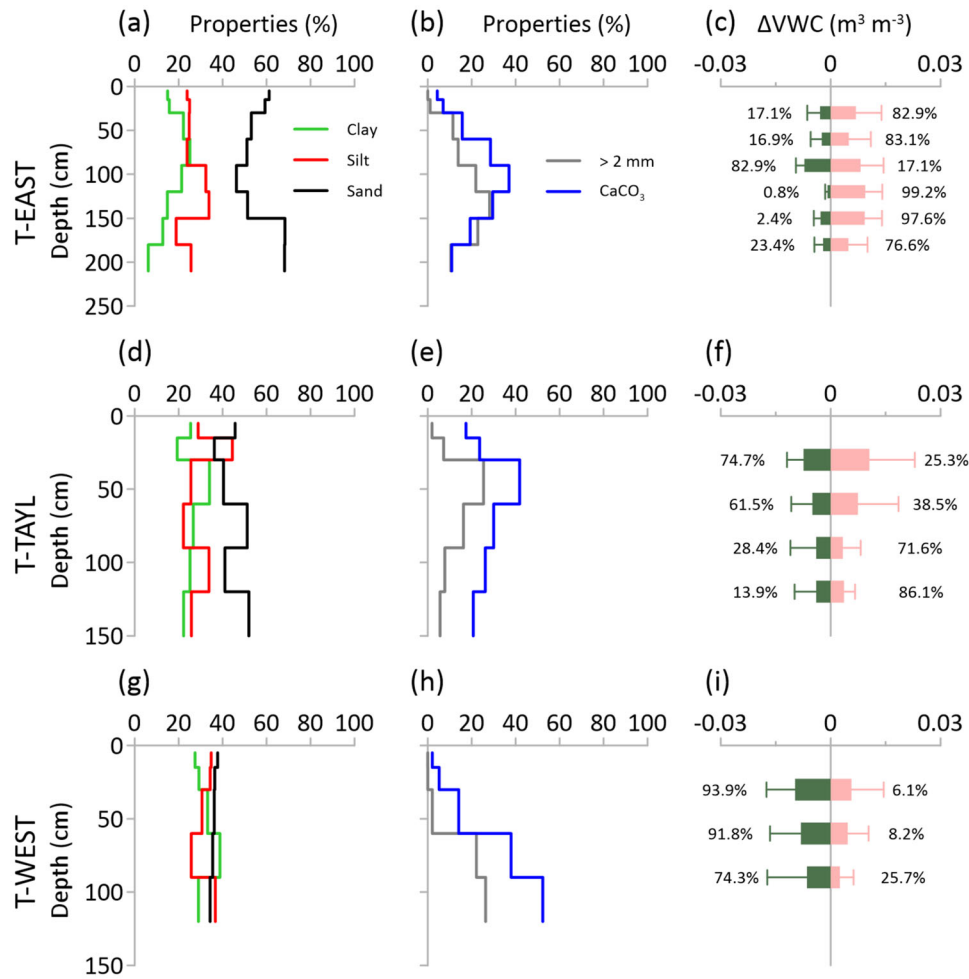 (a) Properties (%) (b) Properties (%) (c) ΔVWC (m³ m⁻³)
0 20 40 60 80 100 0 20 40 60 80 100 -0.03 0 0.03
T-EAST
Depth (cm)
0
50
100
150
200
250
Clay
Silt
Sand
> 2 mm
CaCO₃
17.1% 82.9%
16.9% 83.1%
82.9% 17.1%
0.8% 99.2%
2.4% 97.6%
23.4% 76.6%
(d) (e) (f)
0 20 40 60 80 100 0 20 40 60 80 100 -0.03 0 0.03
T-TAYL
Depth (cm)
0
50
100
150
74.7% 25.3%
61.5% 38.5%
28.4% 71.6%
13.9% 86.1%
(g) (h) (i)
0 20 40 60 80 100 0 20 40 60 80 100 -0.03 0 0.03
T-WEST
Depth (cm)
0
50
100
150
93.9% 6.1%
91.8% 8.2%
74.3% 25.7%